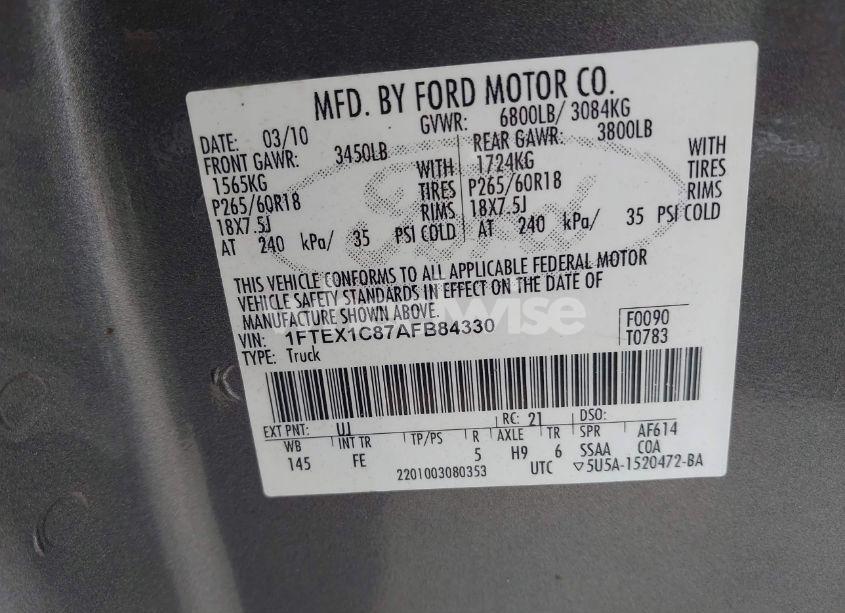 MFD. BY FORD MOTOR CO.
DATE: 03/10 GVWR: 6800LB/ 3084KG
FRONT GAWR: 3450LB REAR GAWR: 3800LB
1565KG WITH 1724KG WITH
P265/60R18 TIRES P265/60R18 TIRES
18X7.5J RIMS 18X7.5J RIMS
AT 240 kPa/ 35 PSI COLD AT 240 kPa/ 35 PSI COLD
THIS VEHICLE CONFORMS TO ALL APPLICABLE FEDERAL MOTOR
VEHICLE SAFETY STANDARDS IN EFFECT ON THE DATE OF
MANUFACTURE SHOWN ABOVE.
VIN: 1FTEX1C87AFB84330 F0090
TYPE: Truck T0783
EXT PNT: UJ RC: 21 DSO:
WB INT TR TP/PS R AXLE TR SPR AF614
145 FE 5 H9 6 SSAA COA
2201003080353 UTC ▽5U5A-1520472-BA